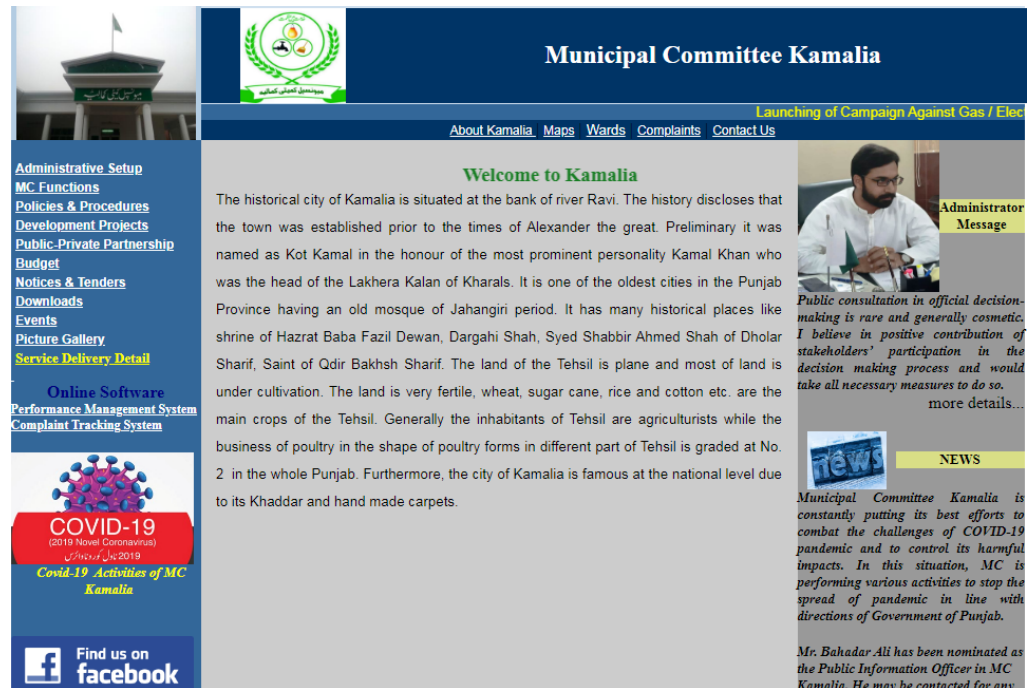 میونسپل کمیٹی کمالیہ
میونسپل کمیٹی کمالیہ
Municipal Committee Kamalia
Launching of Campaign Against Gas / Elect
About Kamalia Maps Wards Complaints Contact Us
Administrative Setup
MC Functions
Policies & Procedures
Development Projects
Public-Private Partnership
Budget
Notices & Tenders
Downloads
Events
Picture Gallery
Service Delivery Detail
Online Software
Performance Management System
Complaint Tracking System
COVID-19
(2019 Novel Coronavirus)
2019 ناول کورونا وائرس
Covid-19 Activities of MC
Kamalia
Find us on
facebook
Welcome to Kamalia
The historical city of Kamalia is situated at the bank of river Ravi. The history discloses that
the town was established prior to the times of Alexander the great. Preliminary it was
named as Kot Kamal in the honour of the most prominent personality Kamal Khan who
was the head of the Lakhera Kalan of Kharals. It is one of the oldest cities in the Punjab
Province having an old mosque of Jahangiri period. It has many historical places like
shrine of Hazrat Baba Fazil Dewan, Dargahi Shah, Syed Shabbir Ahmed Shah of Dholar
Sharif, Saint of Qdir Bakhsh Sharif. The land of the Tehsil is plane and most of land is
under cultivation. The land is very fertile, wheat, sugar cane, rice and cotton etc. are the
main crops of the Tehsil. Generally the inhabitants of Tehsil are agriculturists while the
business of poultry in the shape of poultry forms in different part of Tehsil is graded at No.
2 in the whole Punjab. Furthermore, the city of Kamalia is famous at the national level due
to its Khaddar and hand made carpets.
Administrator
Message
Public consultation in official decision-
making is rare and generally cosmetic.
I believe in positive contribution of
stakeholders' participation in the
decision making process and would
take all necessary measures to do so.
more details...
news
NEWS
Municipal Committee Kamalia is
constantly putting its best efforts to
combat the challenges of COVID-19
pandemic and to control its harmful
impacts. In this situation, MC is
performing various activities to stop the
spread of pandemic in line with
directions of Government of Punjab.
Mr. Bahadar Ali has been nominated as
the Public Information Officer in MC
Kamalia. He may be contacted for any